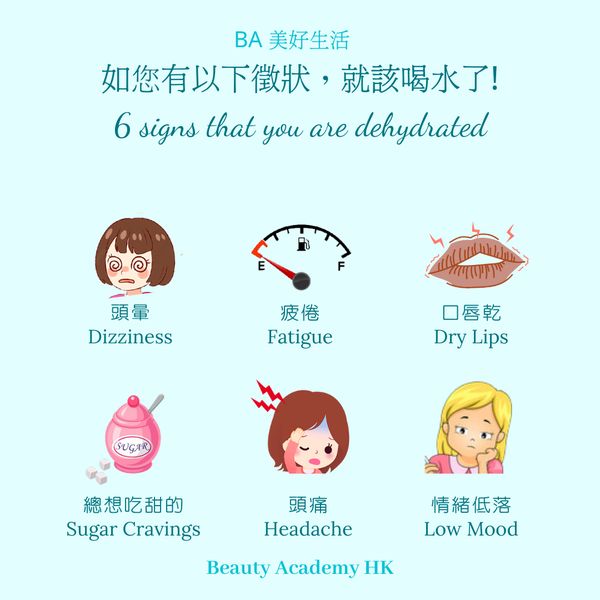 BA 美好生活
如您有以下徵狀，就該喝水了!
6 signs that you are dehydrated
E
F
頭暈
Dizziness
疲倦
Fatigue
口唇乾
Dry Lips
SUGAR
總想吃甜的
Sugar Cravings
頭痛
Headache
情緒低落
Low Mood
Beauty Academy HK